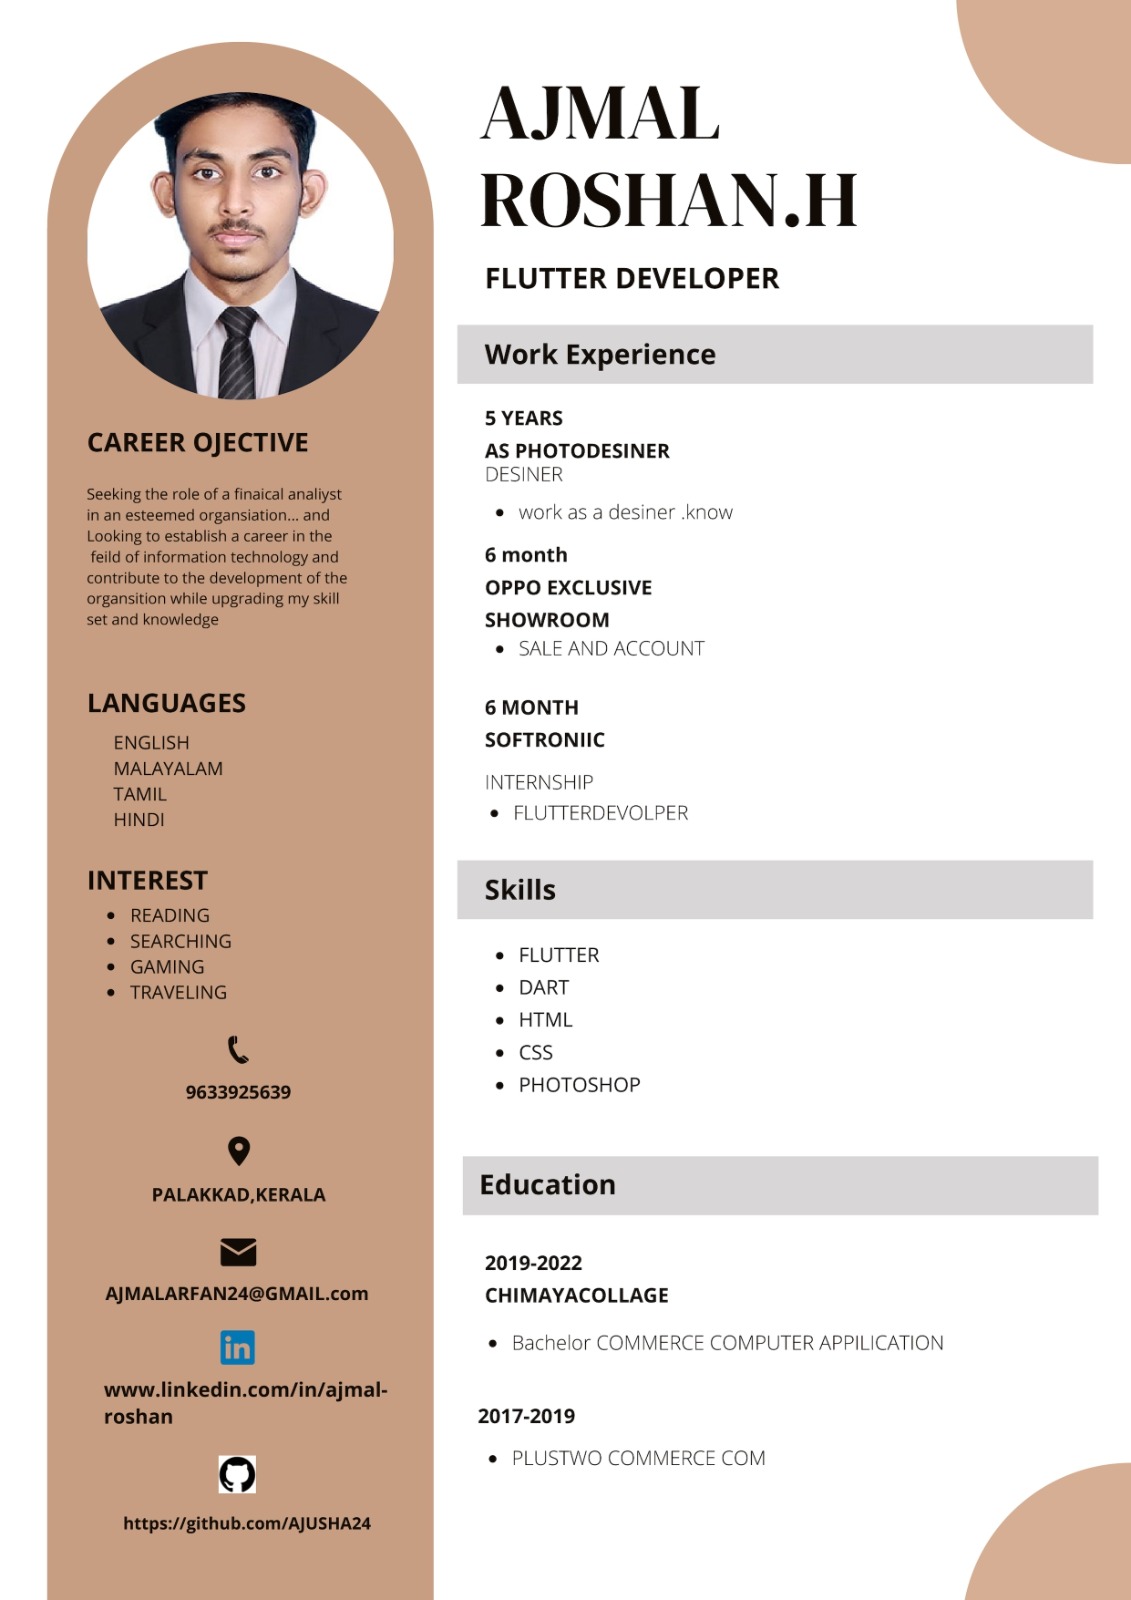 AJMAL
ROSHAN.H
FLUTTER DEVELOPER
CAREER OJECTIVE
Seeking the role of a finaical analiyst
in an esteemed organsiation... and
Looking to establish a career in the
feild of information technology and
contribute to the development of the
organsition while upgrading my skill
set and knowledge
LANGUAGES
ENGLISH
MALAYALAM
TAMIL
HINDI
INTEREST
• READING
• SEARCHING
• GAMING
• TRAVELING
9633925639
PALAKKAD,KERALA
AJMALARFAN24@GMAIL.com
in
www.linkedin.com/in/ajmal-
roshan
https://github.com/AJUSHA24
Work Experience
5 YEARS
AS PHOTODESINER
DESINER
• work as a desiner .know
6 month
OPPO EXCLUSIVE
SHOWROOM
• SALE AND ACCOUNT
6 MONTH
SOFTRONIIC
INTERNSHIP
• FLUTTERDEVOLPER
Skills
• FLUTTER
• DART
• HTML
• CSS
• PHOTOSHOP
Education
2019-2022
CHIMAYACOLLAGE
• Bachelor COMMERCE COMPUTER APPILICATION
2017-2019
• PLUSTWO COMMERCE COM